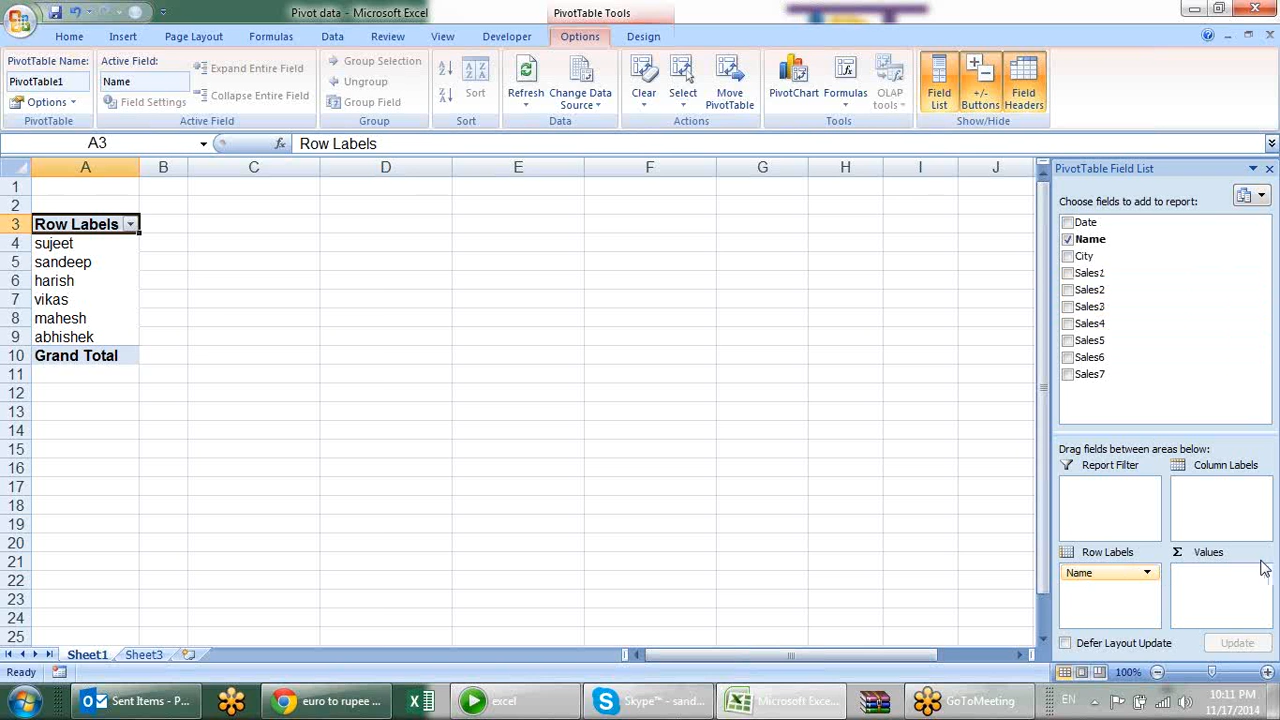 Pivot data - Microsoft Excel
PivotTable Tools
Home Insert Page Layout Formulas Data Review View Developer Options Design
PivotTable Name:
PivotTable1
Options
PivotTable
Active Field:
Name
Field Settings
Expand Entire Field
Collapse Entire Field
Active Field
Group Selection
Ungroup
Group Field
Group
Sort
Sort
Refresh
Change Data
Source
Data
Clear
Select
Move
PivotTable
Actions
PivotChart
Formulas
OLAP
tools
Tools
Field
List
+/-
Buttons
Field
Headers
Show/Hide
A3
fx
Row Labels
A B C D E F G H I J
1
2
3 Row Labels
4 sujeet
5 sandeep
6 harish
7 vikas
8 mahesh
9 abhishek
10 Grand Total
11
12
13
14
15
16
17
18
19
20
21
22
23
24
25
PivotTable Field List
Choose fields to add to report:
Date
Name
City
Sales1
Sales2
Sales3
Sales4
Sales5
Sales6
Sales7
Drag fields between areas below:
Report Filter
Column Labels
Row Labels
Σ Values
Name
Defer Layout Update
Update
Sheet1 Sheet3
Ready
100%
Sent Items - P...
euro to rupee ...
excel
Skype™ - sand...
Microsoft Exce...
GoToMeeting
EN
10:11 PM
11/17/2014